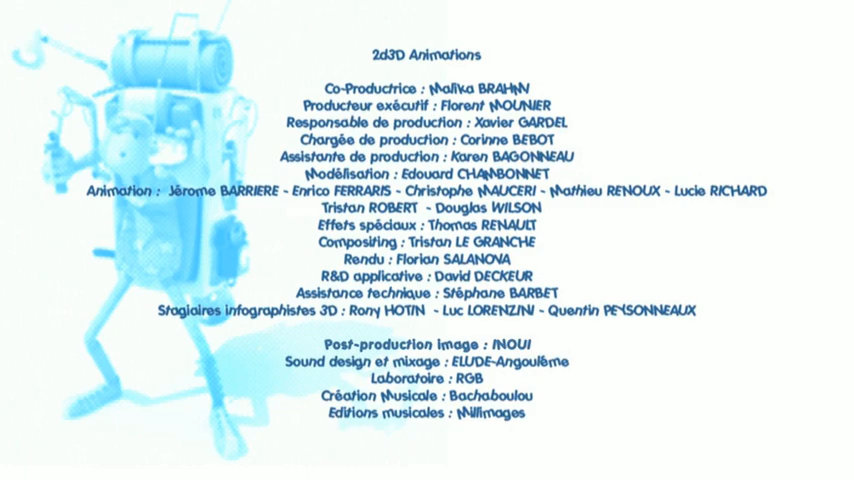 2d3D Animations
Co-Productrice : Malika BRAHMI
Producteur exécutif : Florent MOUNIER
Responsable de production : Xavier GARDEL
Chargée de production : Corinne BEBOT
Assistante de production : Karen BAGONNEAU
Modélisation : Edouard CHAMBONNET
Animation : Jérome BARRIERE - Enrico FERRARIS - Christophe MAUCERI - Mathieu RENOUX - Lucie RICHARD
Tristan ROBERT - Douglas WILSON
Effets spéciaux : Thomas RENAULT
Compositing : Tristan LE GRANCHE
Rendu : Florian SALANOVA
R&D applicative : David DECKEUR
Assistance technique : Stéphane BARBET
Stagiaires infographistes 3D : Rony HOTIN - Luc LORENZINI - Quentin PEYSONNEAUX
Post-production image : INOUI
Sound design et mixage : ELUDE-Angoulême
Laboratoire : RGB
Création Musicale : Bachaboulou
Editions musicales : Millimages